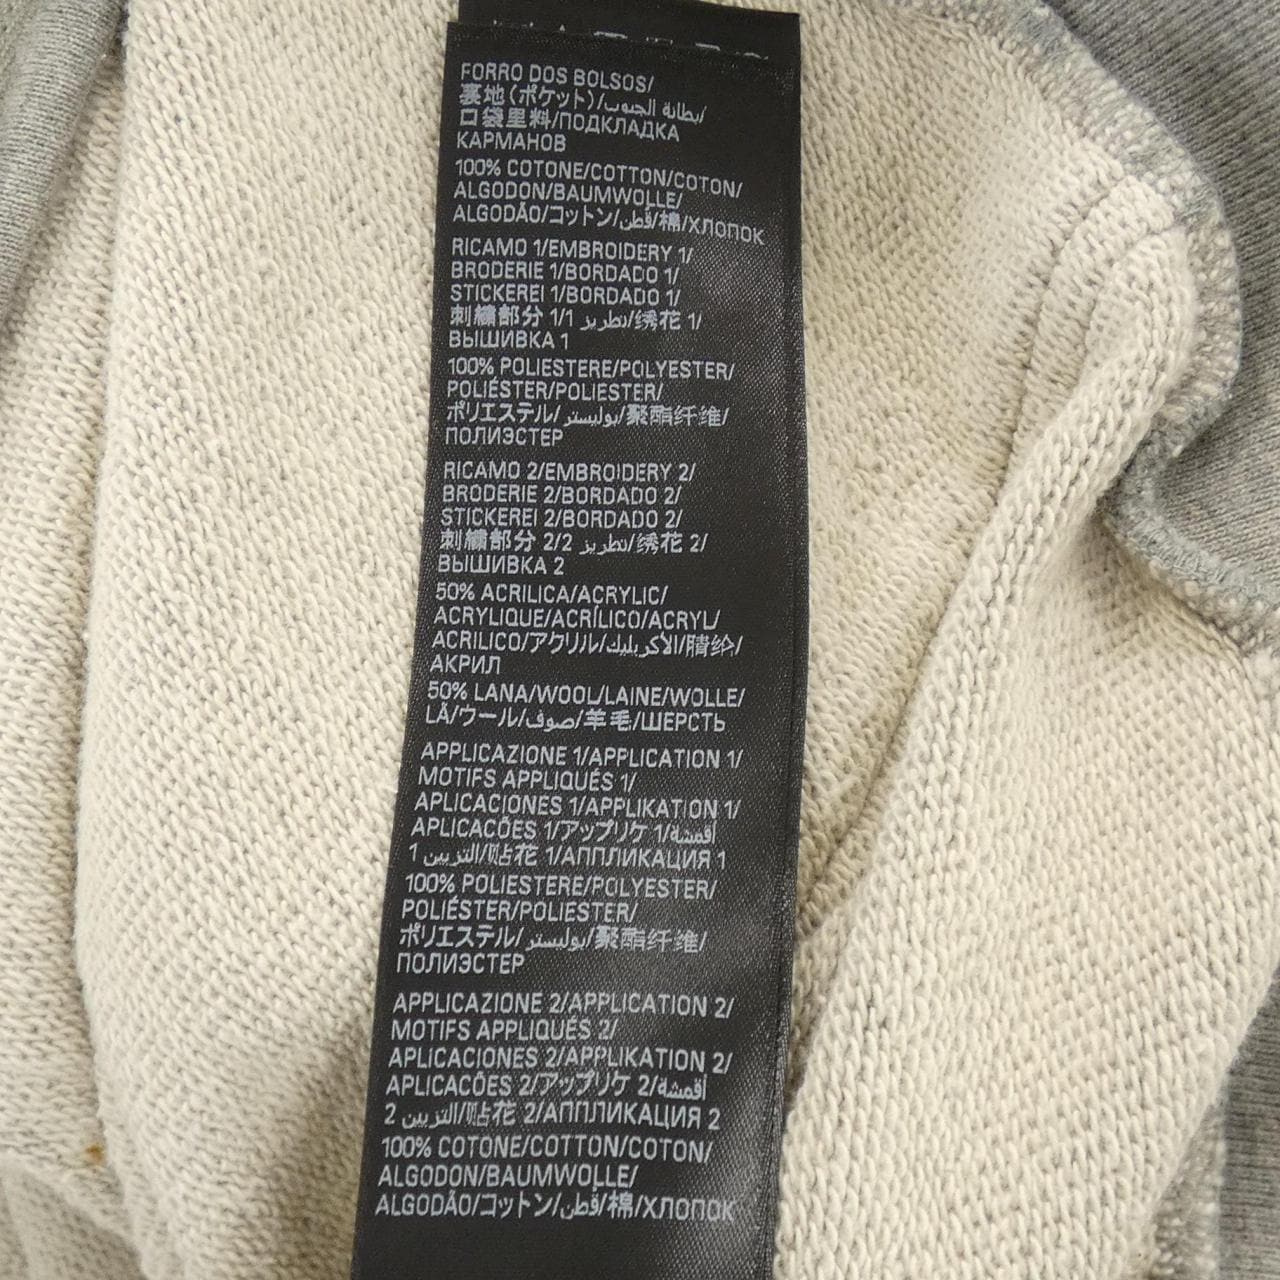 FORRO DOS BOLSOS/
裏地(ポケット)/بطانة الجيوب/
口袋里料/ПОДКЛАДКА
КАРМАНОВ
100% COTONE/COTTON/COTON/
ALGODON/BAUMWOLLE/
ALGODÃO/コットン/قطن/棉/ХЛОПОК
RICAMO 1/EMBROIDERY 1/
BRODERIE 1/BORDADO 1/
STICKEREI 1/BORDADO 1/
刺繍部分 1/1 تطريز/绣花 1/
ВЫШИВКА 1
100% POLIESTERE/POLYESTER/
POLIÉSTER/POLIESTER/
ポリエステル/بوليستر/聚酯纤维/
ПОЛИЭСТЕР
RICAMO 2/EMBROIDERY 2/
BRODERIE 2/BORDADO 2/
STICKEREI 2/BORDADO 2/
刺繍部分 2/2 تطريز/绣花 2/
ВЫШИВКА 2
50% ACRILICA/ACRYLIC/
ACRYLIQUE/ACRÍLICO/ACRYL/
ACRILICO/アクリル/الأكريليك/腈纶/
АКРИЛ
50% LANA/WOOL/LAINE/WOLLE/
LÃ/ウール/صوف/羊毛/ШЕРСТЬ
APPLICAZIONE 1/APPLICATION 1/
MOTIFS APPLIQUÉS 1/
APLICACIONES 1/APPLIKATION 1/
APLICACÕES 1/アップリケ 1/أقمشة
التزيين 1/贴花 1/АППЛИКАЦИЯ 1
100% POLIESTERE/POLYESTER/
POLIÉSTER/POLIESTER/
ポリエステル/بوليستر/聚酯纤维/
ПОЛИЭСТЕР
APPLICAZIONE 2/APPLICATION 2/
MOTIFS APPLIQUÉS 2/
APLICACIONES 2/APPLIKATION 2/
APLICACÕES 2/アップリケ 2/أقمشة
التزيين 2/贴花 2/АППЛИКАЦИЯ 2
100% COTONE/COTTON/COTON/
ALGODON/BAUMWOLLE/
ALGODÃO/コットン/قطن/棉/ХЛОПОК